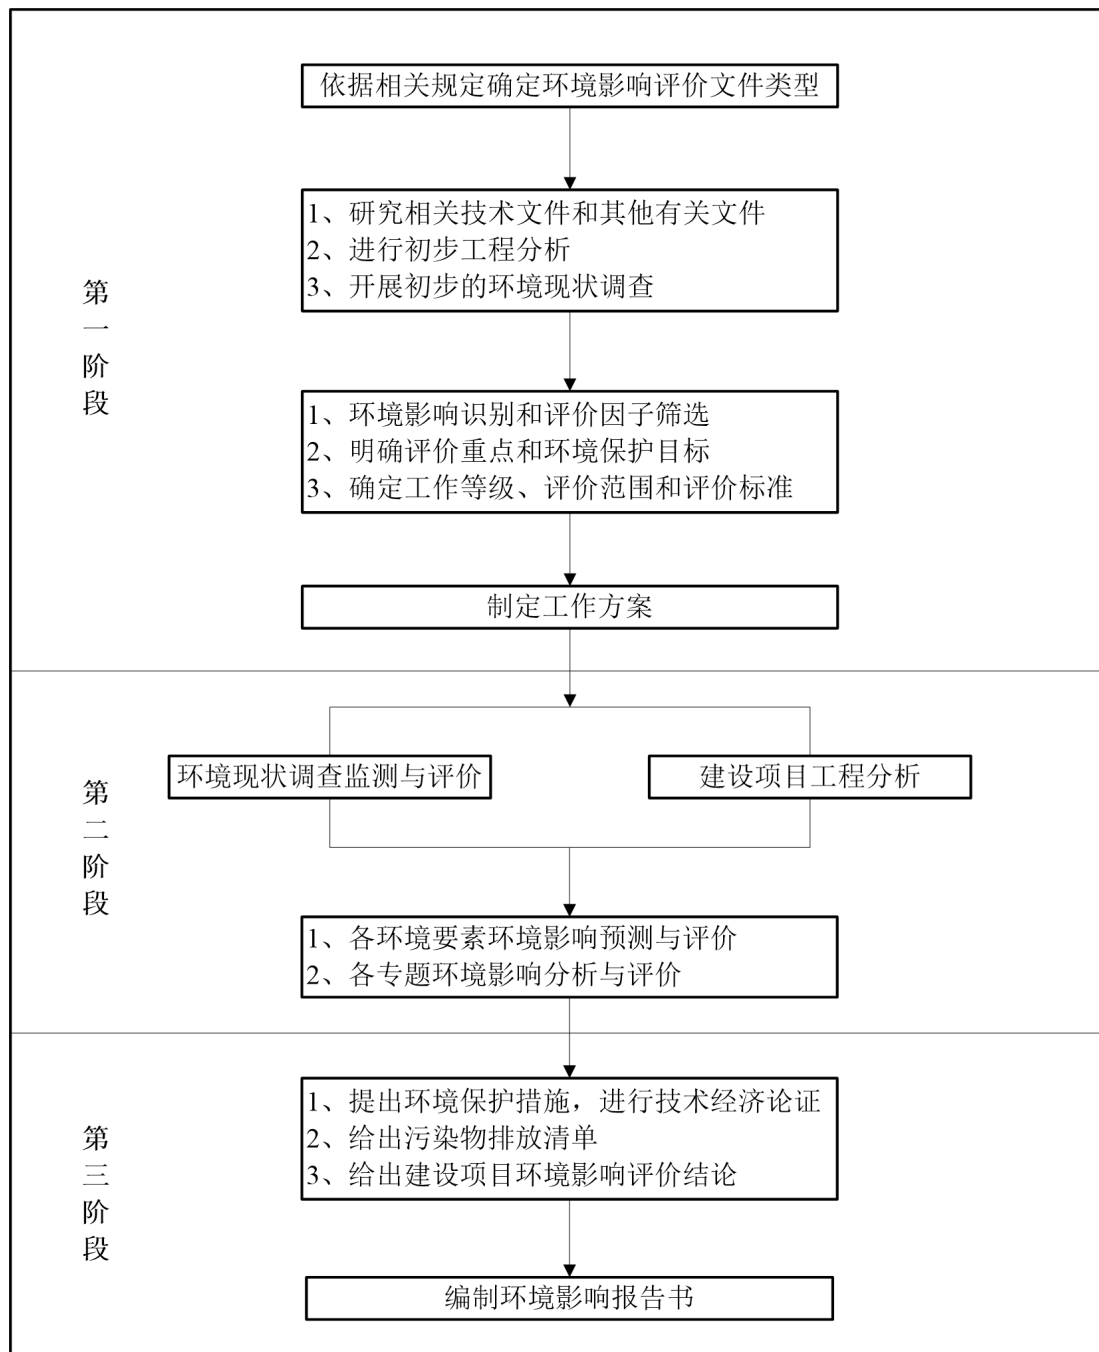 依据相关规定确定环境影响评价文件类型
1、研究相关技术文件和其他有关文件
2、进行初步工程分析
3、开展初步的环境现状调查
第一阶段
1、环境影响识别和评价因子筛选
2、明确评价重点和环境保护目标
3、确定工作等级、评价范围和评价标准
制定工作方案
环境现状调查监测与评价
建设项目工程分析
第二阶段
1、各环境要素环境影响预测与评价
2、各专题环境影响分析与评价
1、提出环境保护措施，进行技术经济论证
2、给出污染物排放清单
3、给出建设项目环境影响评价结论
第三阶段
编制环境影响报告书